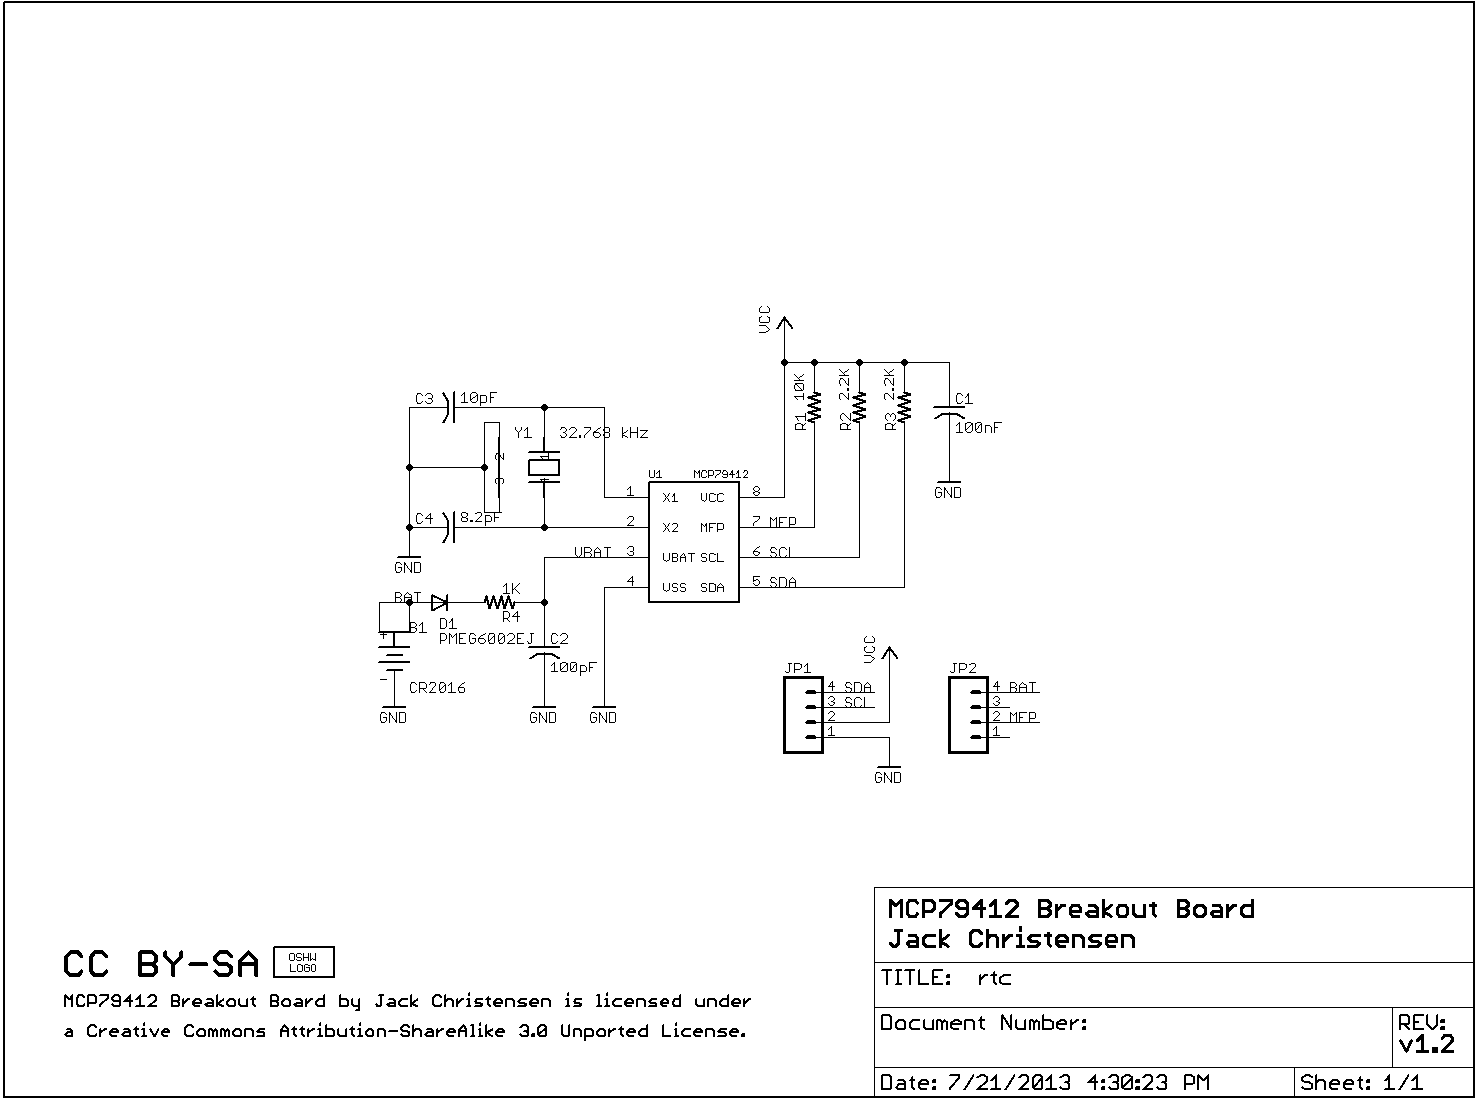 VCC
C3 10pF
Y1 32.768 kHz
2
1
3
C4 8.2pF
GND
R1 10K
R2 2.2K
R3 2.2K
C1
100nF
GND
U1 MCP79412
1 X1 VCC 8
2 X2 MFP 7 MFP
VBAT 3 VBAT SCL 6 SCL
4 VSS SDA 5 SDA
BAT
1K
R4
D1
PMEG6002EJ
B1
+
-
CR2016
GND
C2
100pF
GND
GND
VCC
JP1
4 SDA
3 SCL
2
1
GND
JP2
4 BAT
3
2 MFP
1
MCP79412 Breakout Board
Jack Christensen
TITLE: rtc
Document Number:
REV:
v1.2
Date: 7/21/2013 4:30:23 PM
Sheet: 1/1
CC BY-SA
OSHW
LOGO
MCP79412 Breakout Board by Jack Christensen is licensed under
a Creative Commons Attribution-ShareAlike 3.0 Unported License.